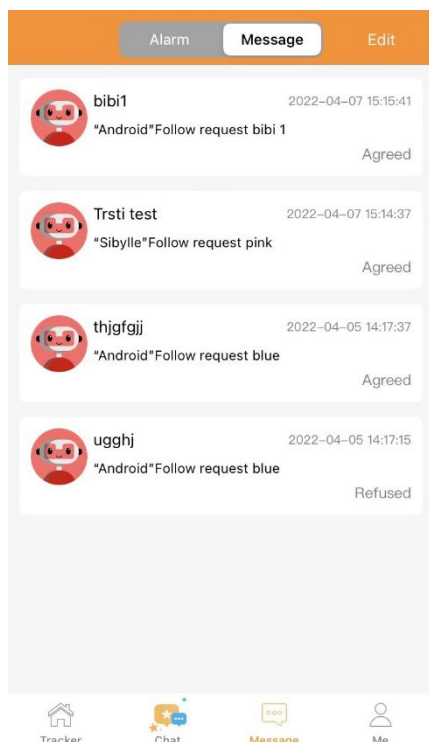 Alarm Message Edit
bibi1 2022-04-07 15:15:41
"Android"Follow request bibi 1
Agreed
Trsti test 2022-04-07 15:14:37
"Sibylle"Follow request pink
Agreed
thjgfgjj 2022-04-05 14:17:37
"Android"Follow request blue
Agreed
ugghj 2022-04-05 14:17:15
"Android"Follow request blue
Refused
Tracker Chat Message Me